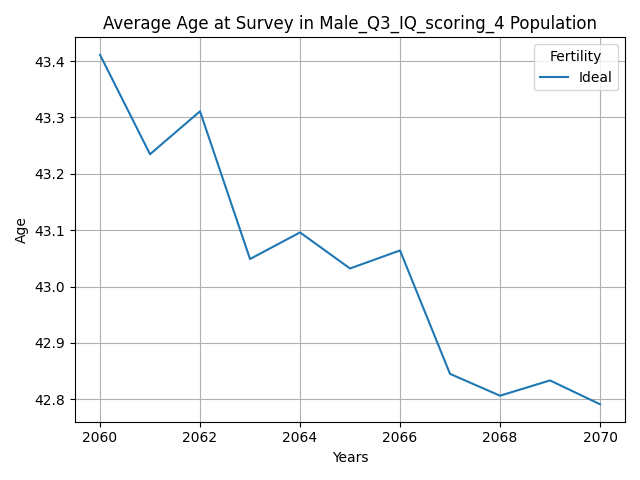 Average Age at Survey in Male_Q3_IQ_scoring_4 Population
Fertility
Ideal
43.4
43.3
43.2
43.1
43.0
42.9
42.8
Age
2060 2062 2064 2066 2068 2070
Years